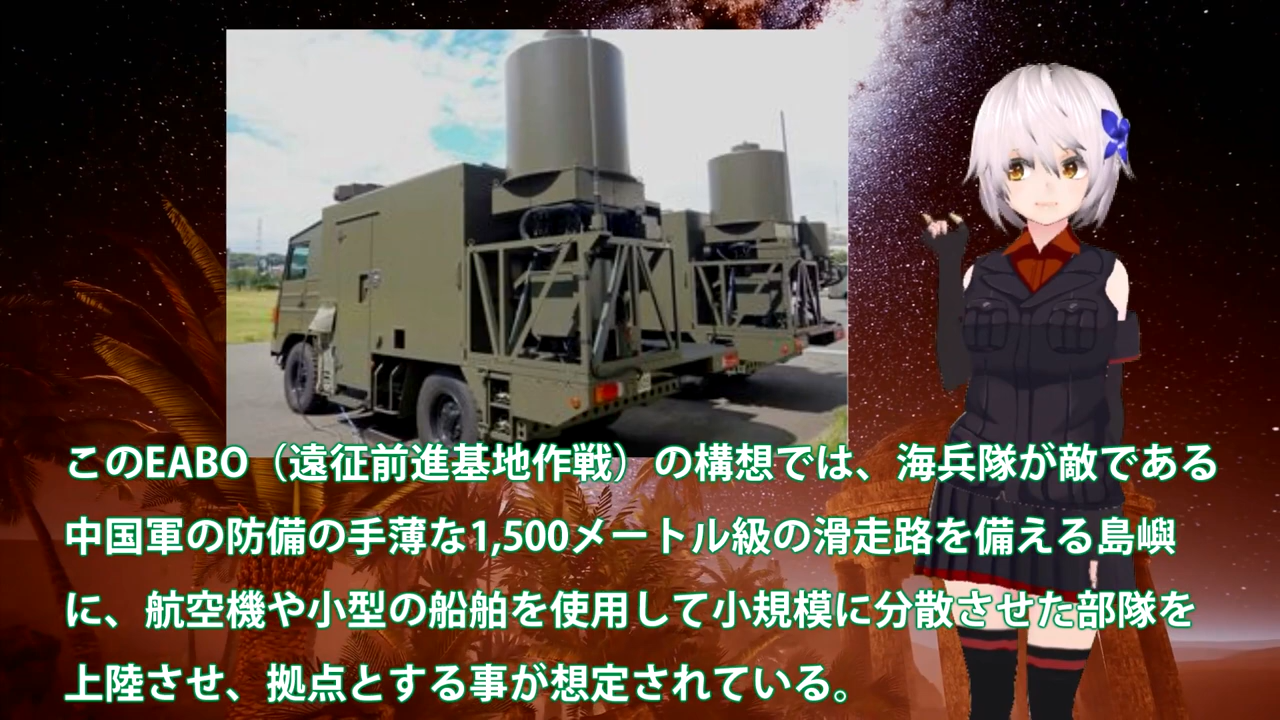 このEABO（遠征前進基地作戦）の構想では、海兵隊が敵である
中国軍の防備の手薄な1,500メートル級の滑走路を備える島嶼
に、航空機や小型の船舶を使用して小規模に分散させた部隊を
上陸させ、拠点とする事が想定されている。